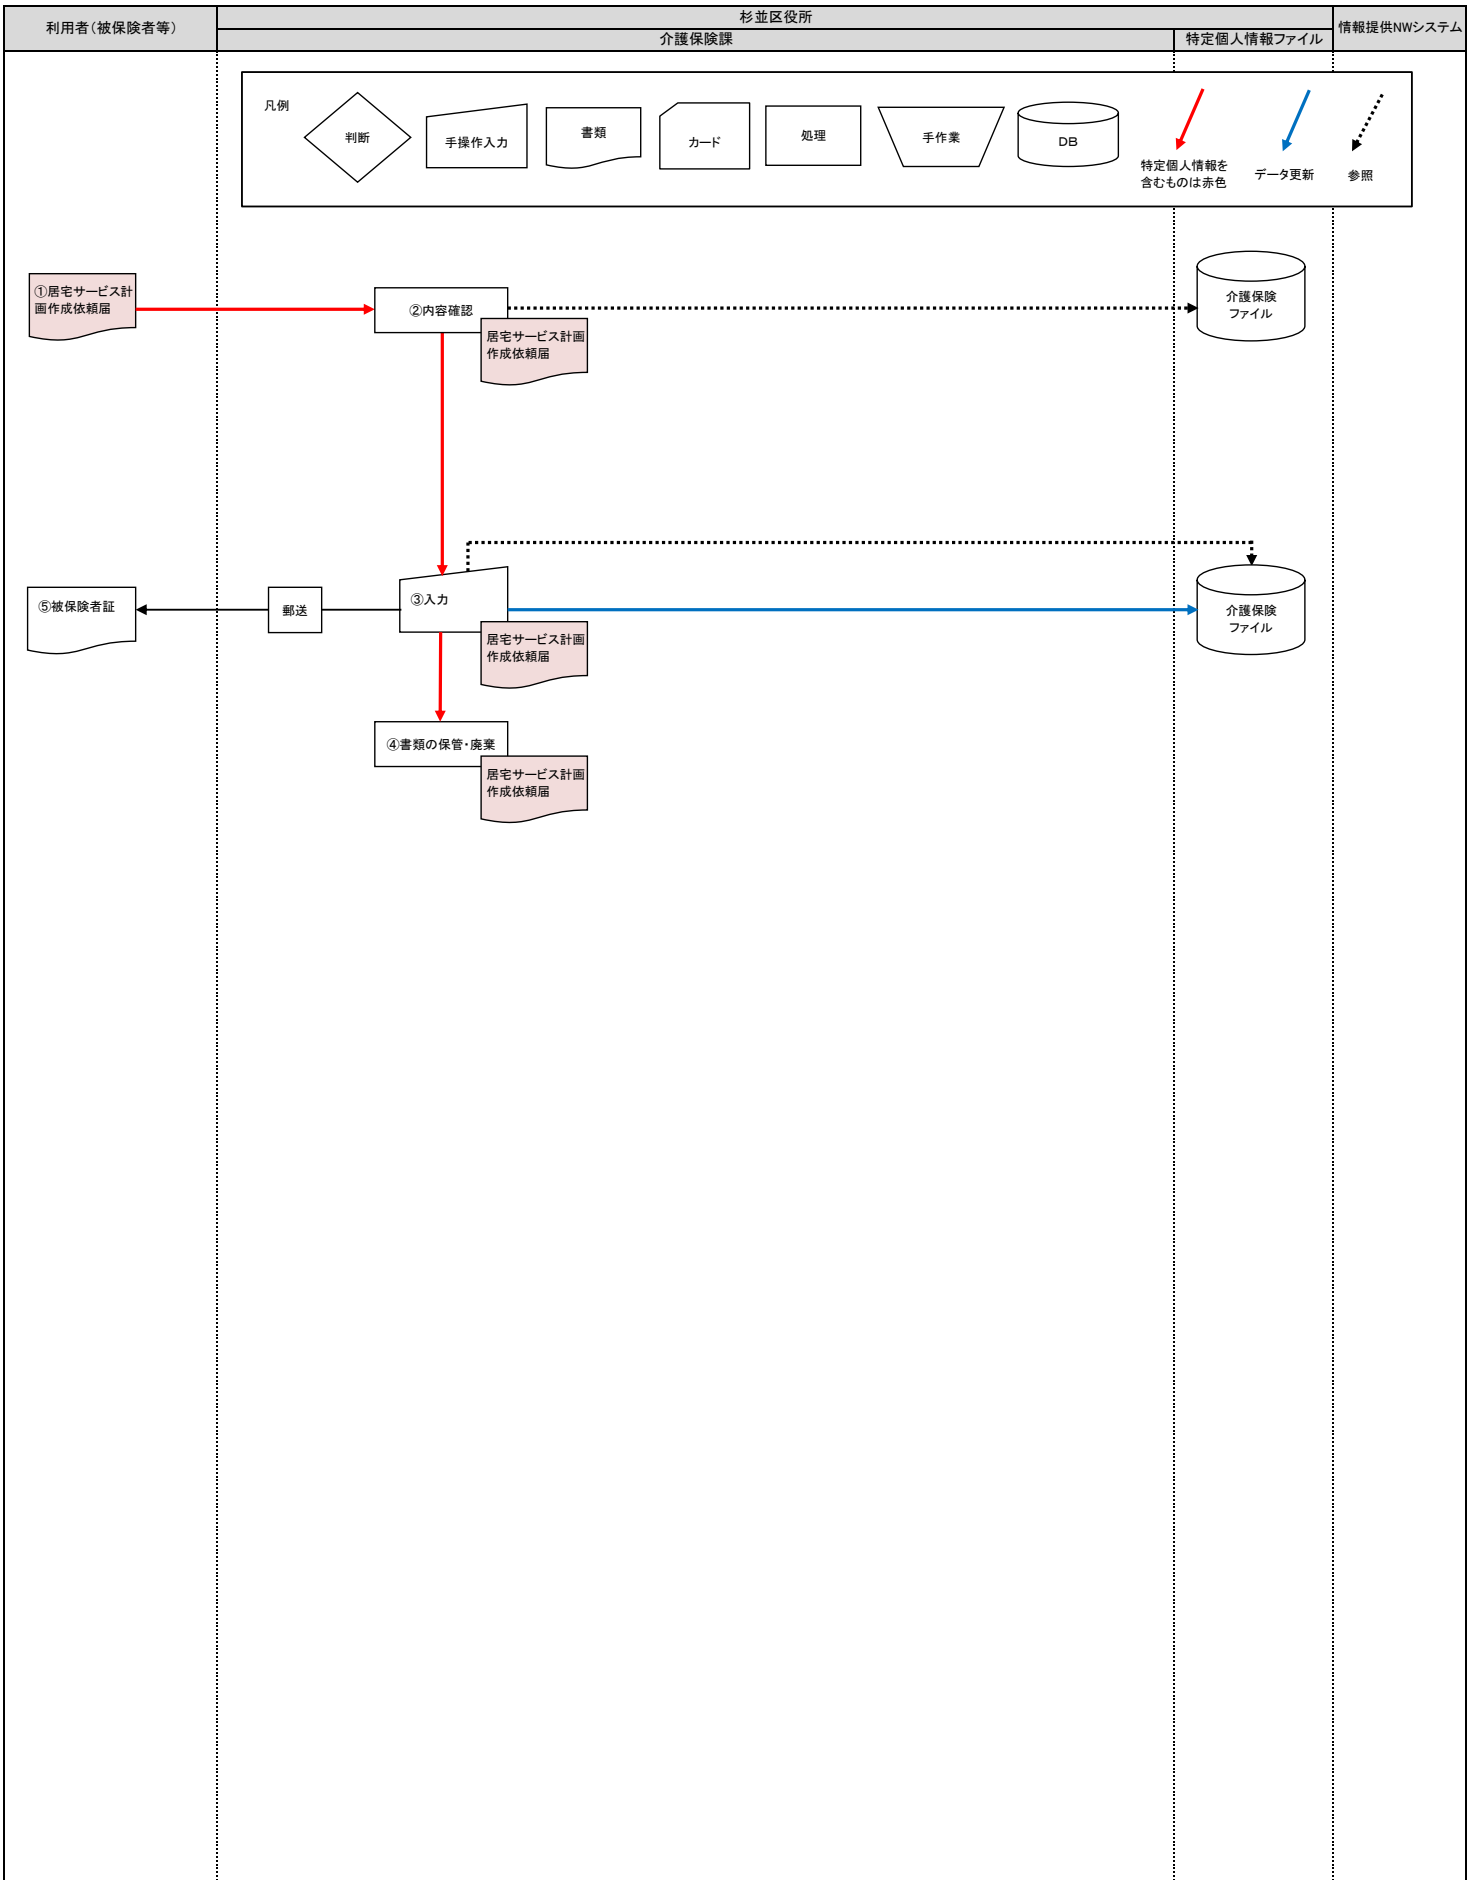 利用者（被保険者等）
杉並区役所
情報提供NWシステム
介護保険課
特定個人情報ファイル
凡例
判断
手操作入力
書類
カード
処理
手作業
DB
特定個人情報を
含むものは赤色
データ更新
参照
①居宅サービス計
画作成依頼届
②内容確認
居宅サービス計画
作成依頼届
介護保険
ファイル
⑤被保険者証
郵送
③入力
居宅サービス計画
作成依頼届
介護保険
ファイル
④書類の保管・廃棄
居宅サービス計画
作成依頼届